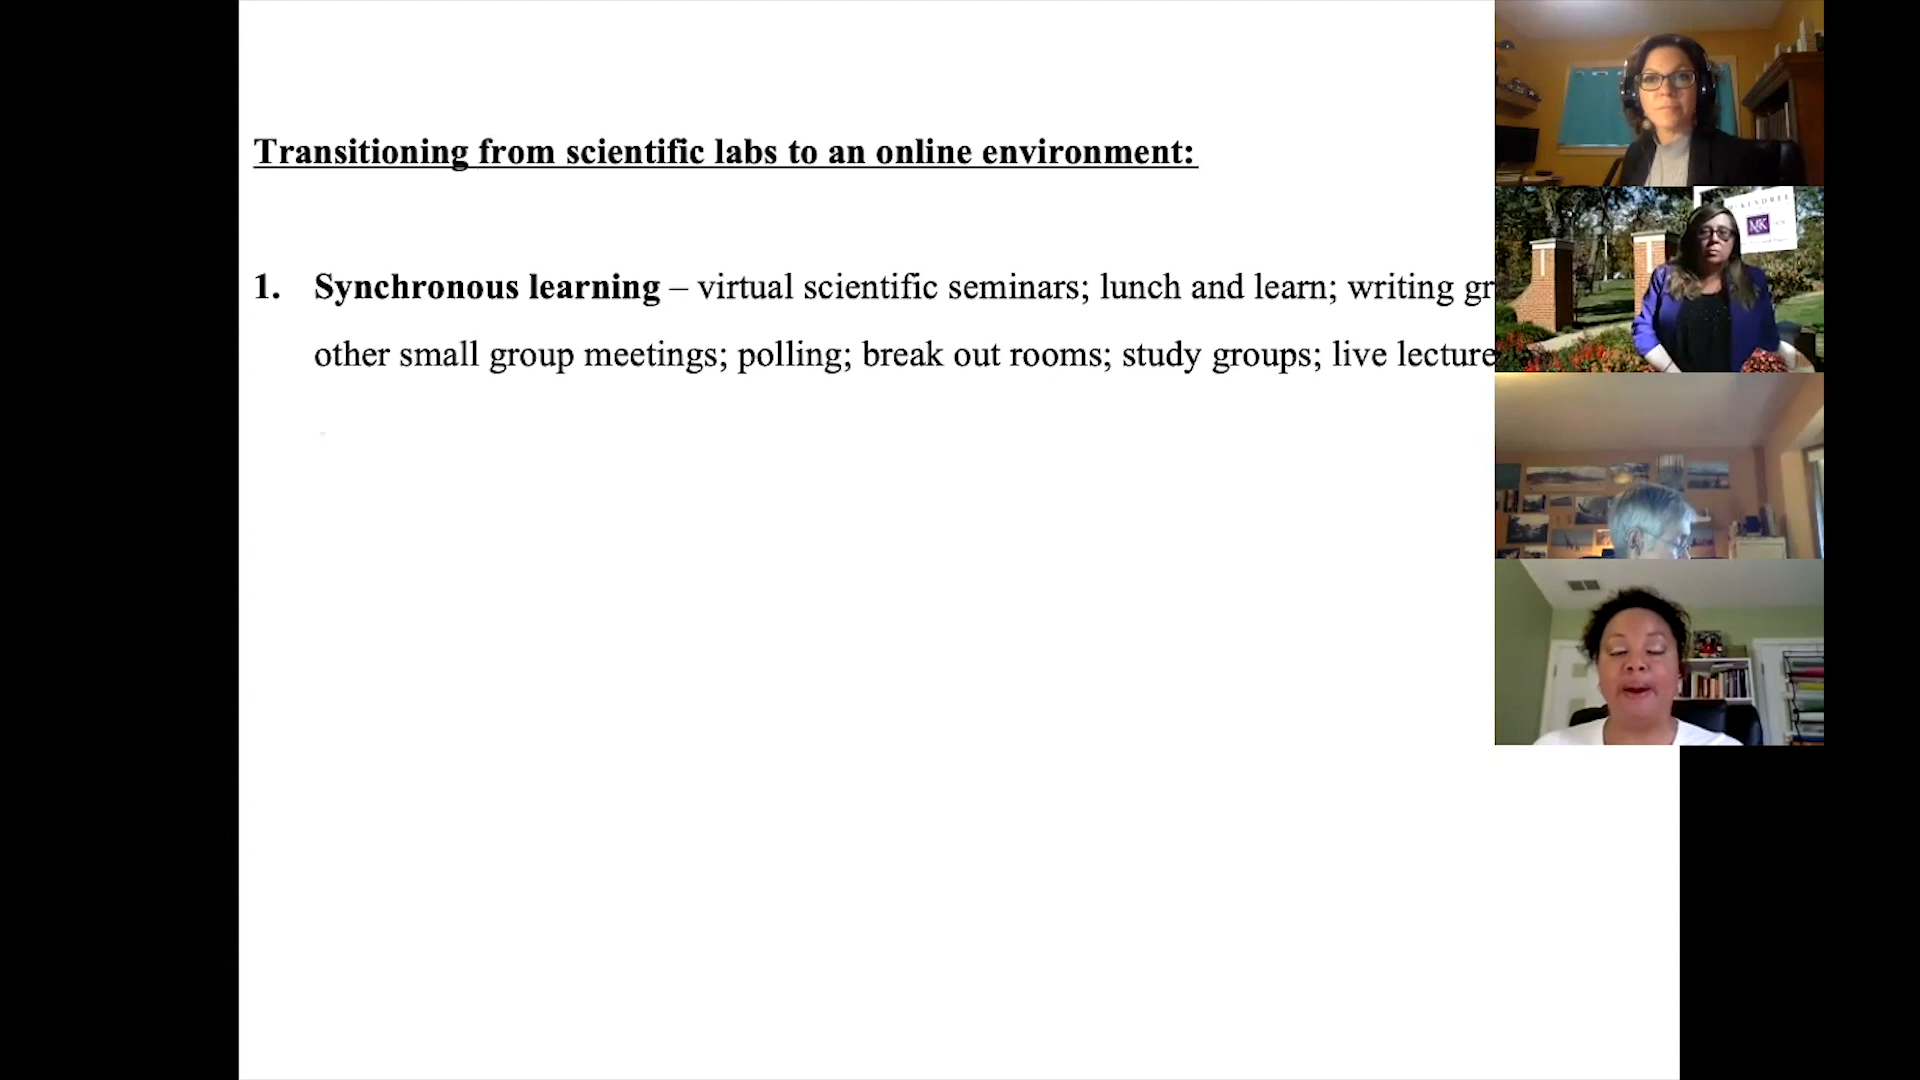 Transitioning from scientific labs to an online environment:
1. Synchronous learning – virtual scientific seminars; lunch and learn; writing gr
other small group meetings; polling; break out rooms; study groups; live lecture
MK